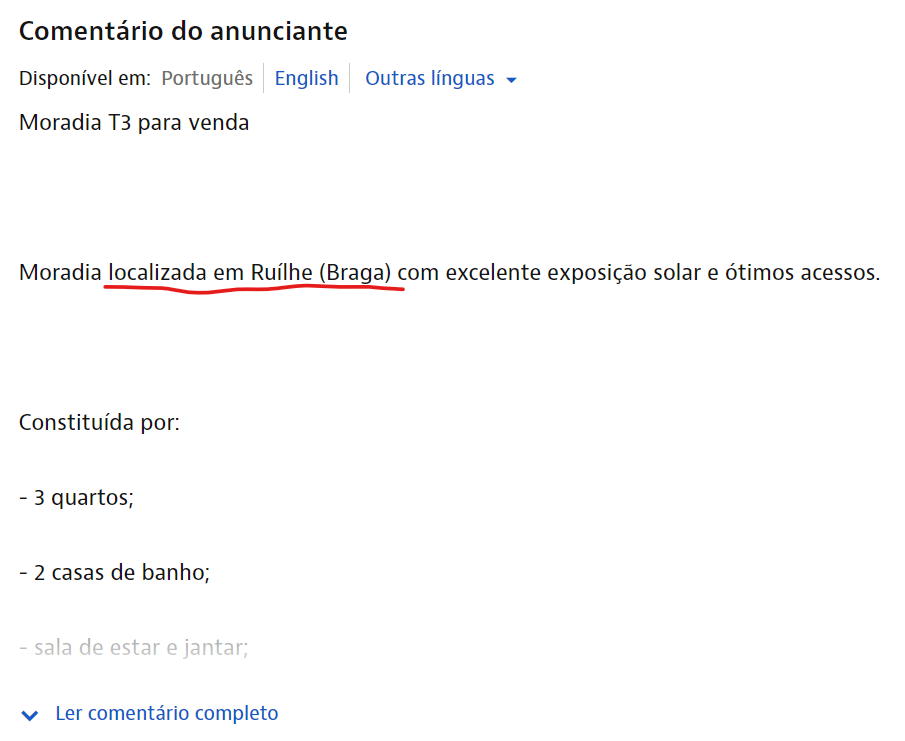 Comentário do anunciante
Disponível em: Português English Outras línguas
Moradia T3 para venda
Moradia localizada em Ruílhe (Braga) com excelente exposição solar e ótimos acessos.
Constituída por:
- 3 quartos;
- 2 casas de banho;
- sala de estar e jantar;
Ler comentário completo